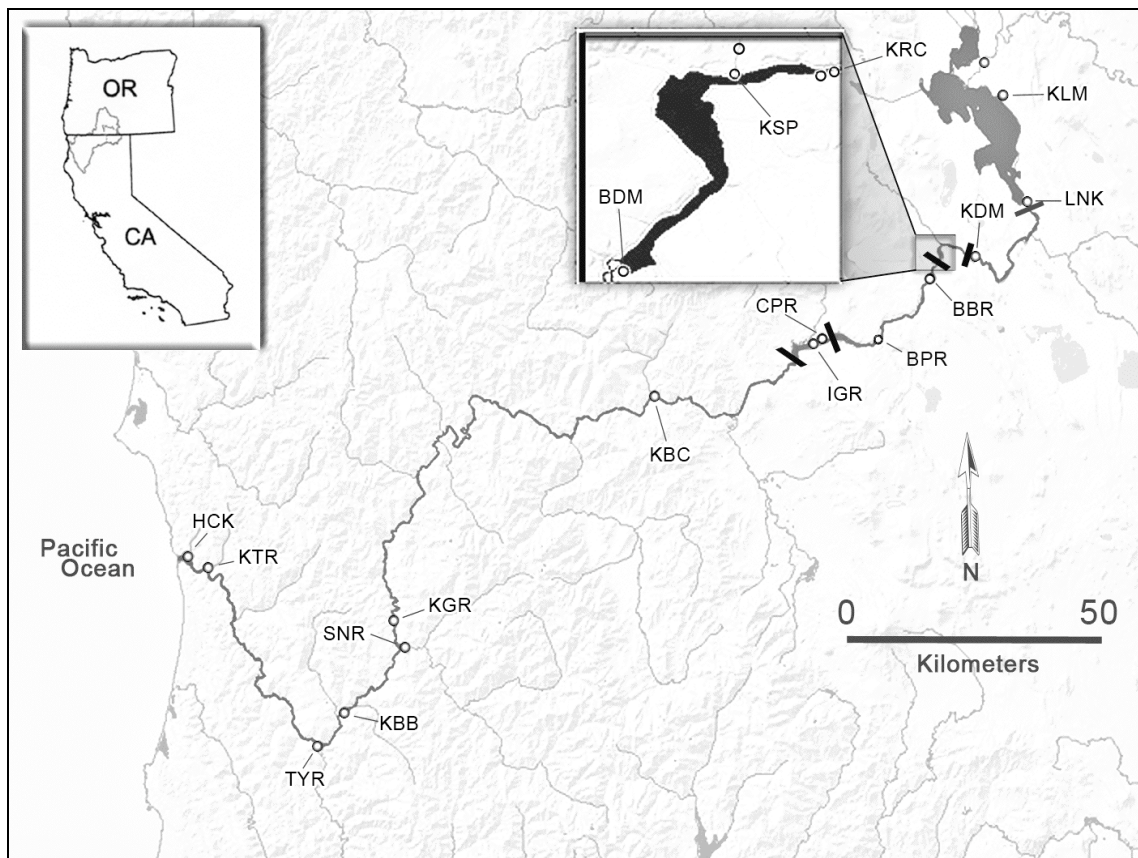 OR
CA
KRC
KSP
BDM
KLM
LNK
KDM
BBR
CPR
BPR
IGR
KBC
HCK
Pacific
Ocean
KTR
KGR
SNR
KBB
TYR
N
0 50
Kilometers